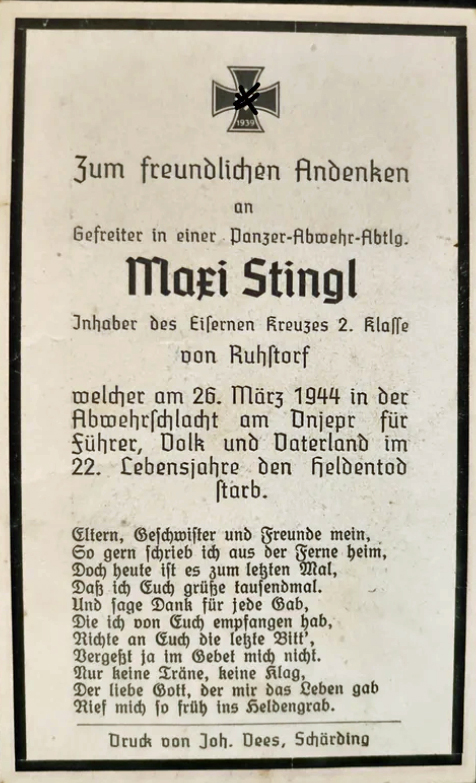 1939
Zum freundlichen Andenken
an
Gefreiter in einer Panzer-Abwehr-Abtlg.
Maxi Stingl
Inhaber des Eisernen Kreuzes 2. Klasse
von Ruhstorf
welcher am 26. März 1944 in der
Abwehrschlacht am Dnjepr für
Führer, Volk und Vaterland im
22. Lebensjahre den Heldentod
starb.
Eltern, Geschwister und Freunde mein,
So gern schrieb ich aus der Ferne heim,
Doch heute ist es zum letzten Mal,
Daß ich Euch grüße tausendmal.
Und sage Dank für jede Gab,
Die ich von Euch empfangen hab,
Richte an Euch die letzte Bitt',
Vergeßt ja im Gebet mich nicht.
Nur keine Träne, keine Klag,
Der liebe Gott, der mir das Leben gab
Rief mich so früh ins Heldengrab.
Druck von Joh. Vees, Schärding